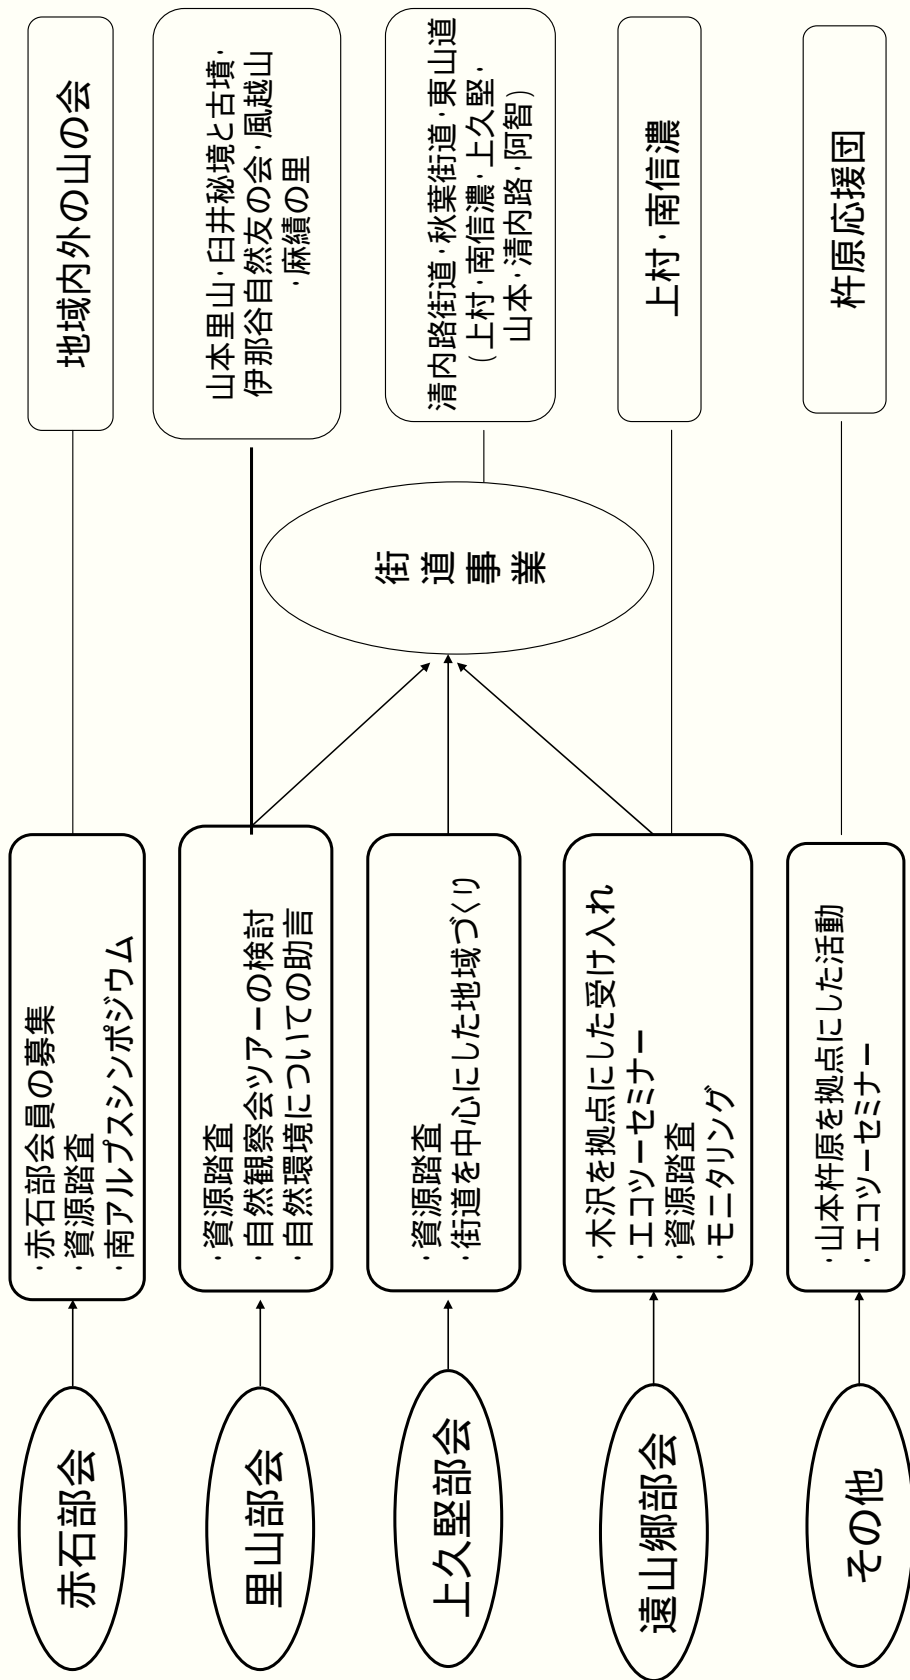 赤石部会
・赤石部会員の募集
・資源踏査
・南アルプスシンポジウム
地域内外の山の会
里山部会
・資源踏査
・自然観察会ツアーの検討
・自然環境についての助言
山本里山・臼井秘境と古墳・
伊那谷自然友の会・風越山
・麻績の里
上久堅部会
・資源踏査
・街道を中心にした地域づくり
街道事業
清内路街道・秋葉街道・東山道
(上村・南信濃・上久堅・
山本・清内路・阿智)
遠山郷部会
・木沢を拠点にした受け入れ
・エコツーセミナー
・資源踏査
・モニタリング
上村・南信濃
その他
・山本杵原を拠点にした活動
・エコツーセミナー
杵原応援団